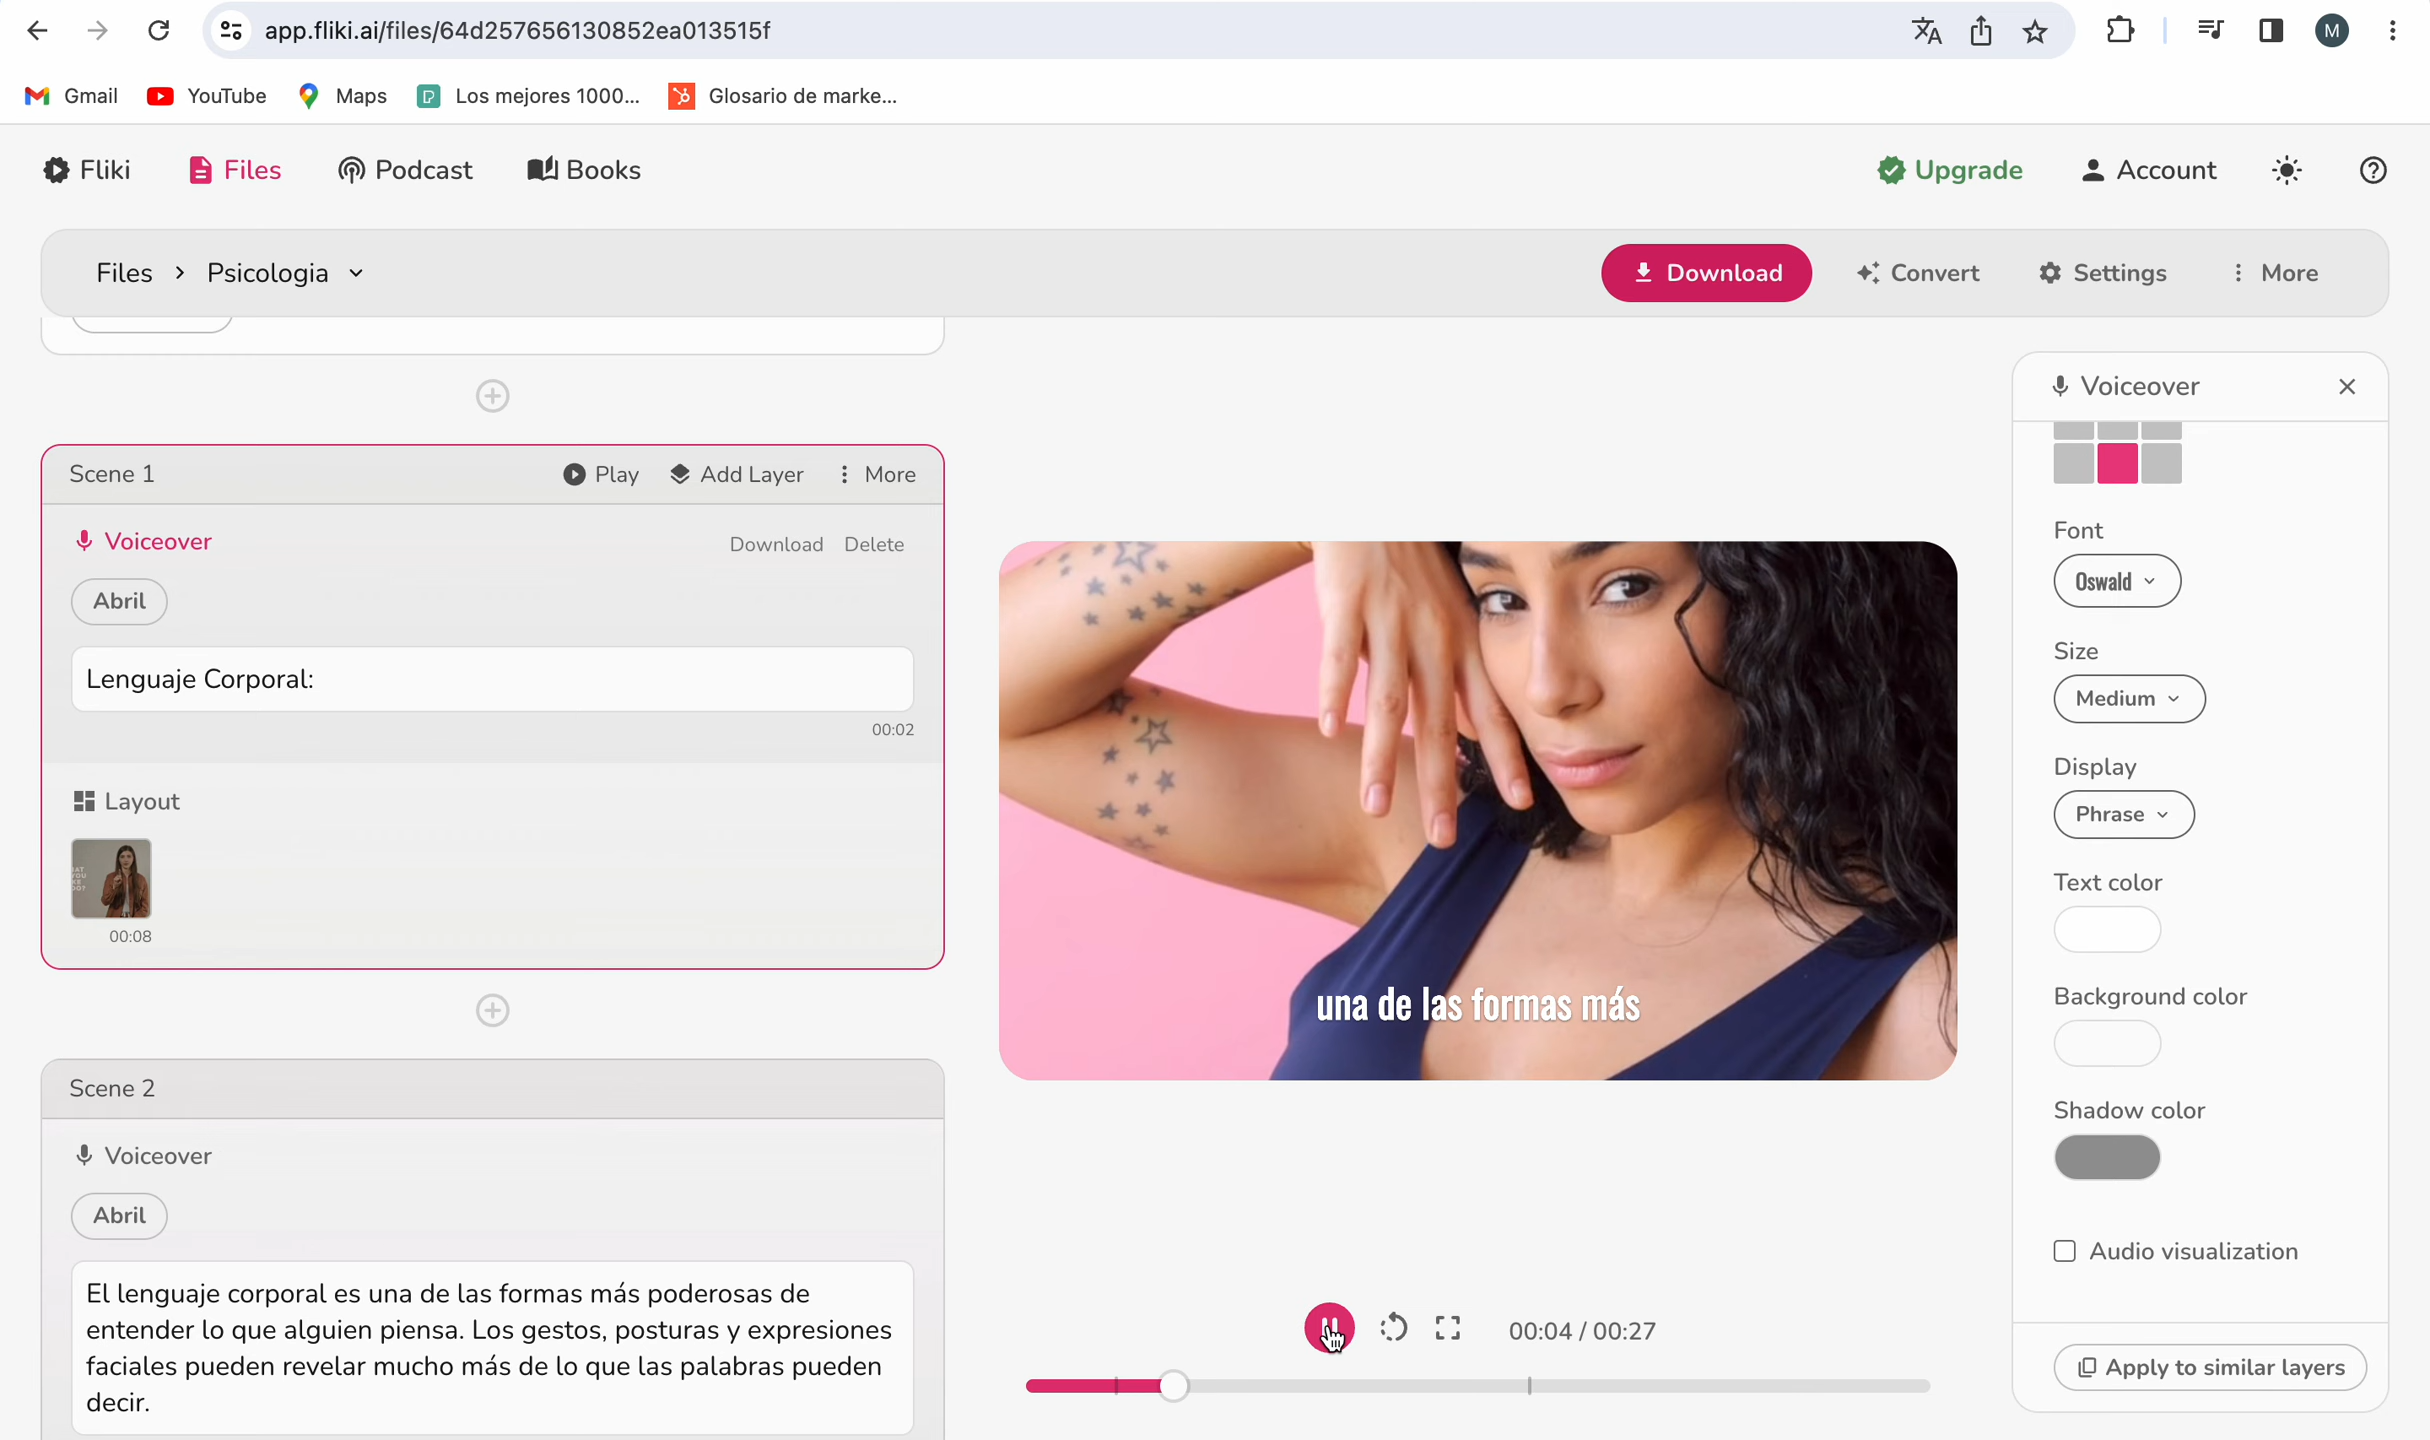 app.fliki.ai/files/64d257656130852ea013515f
M
Gmail
YouTube
Maps
Los mejores 1000...
Glosario de marke...
Fliki
Files
Podcast
Books
Upgrade
Account
Files > Psicologia
Download
Convert
Settings
More
Voiceover
Scene 1
Play
Add Layer
More
Voiceover
Download
Delete
Abril
Lenguaje Corporal:
00:02
Layout
00:08
Scene 2
Voiceover
Abril
El lenguaje corporal es una de las formas más poderosas de
entender lo que alguien piensa. Los gestos, posturas y expresiones
faciales pueden revelar mucho más de lo que las palabras pueden
decir.
una de las formas más
00:04 / 00:27
Font
Oswald
Size
Medium
Display
Phrase
Text color
Background color
Shadow color
Audio visualization
Apply to similar layers